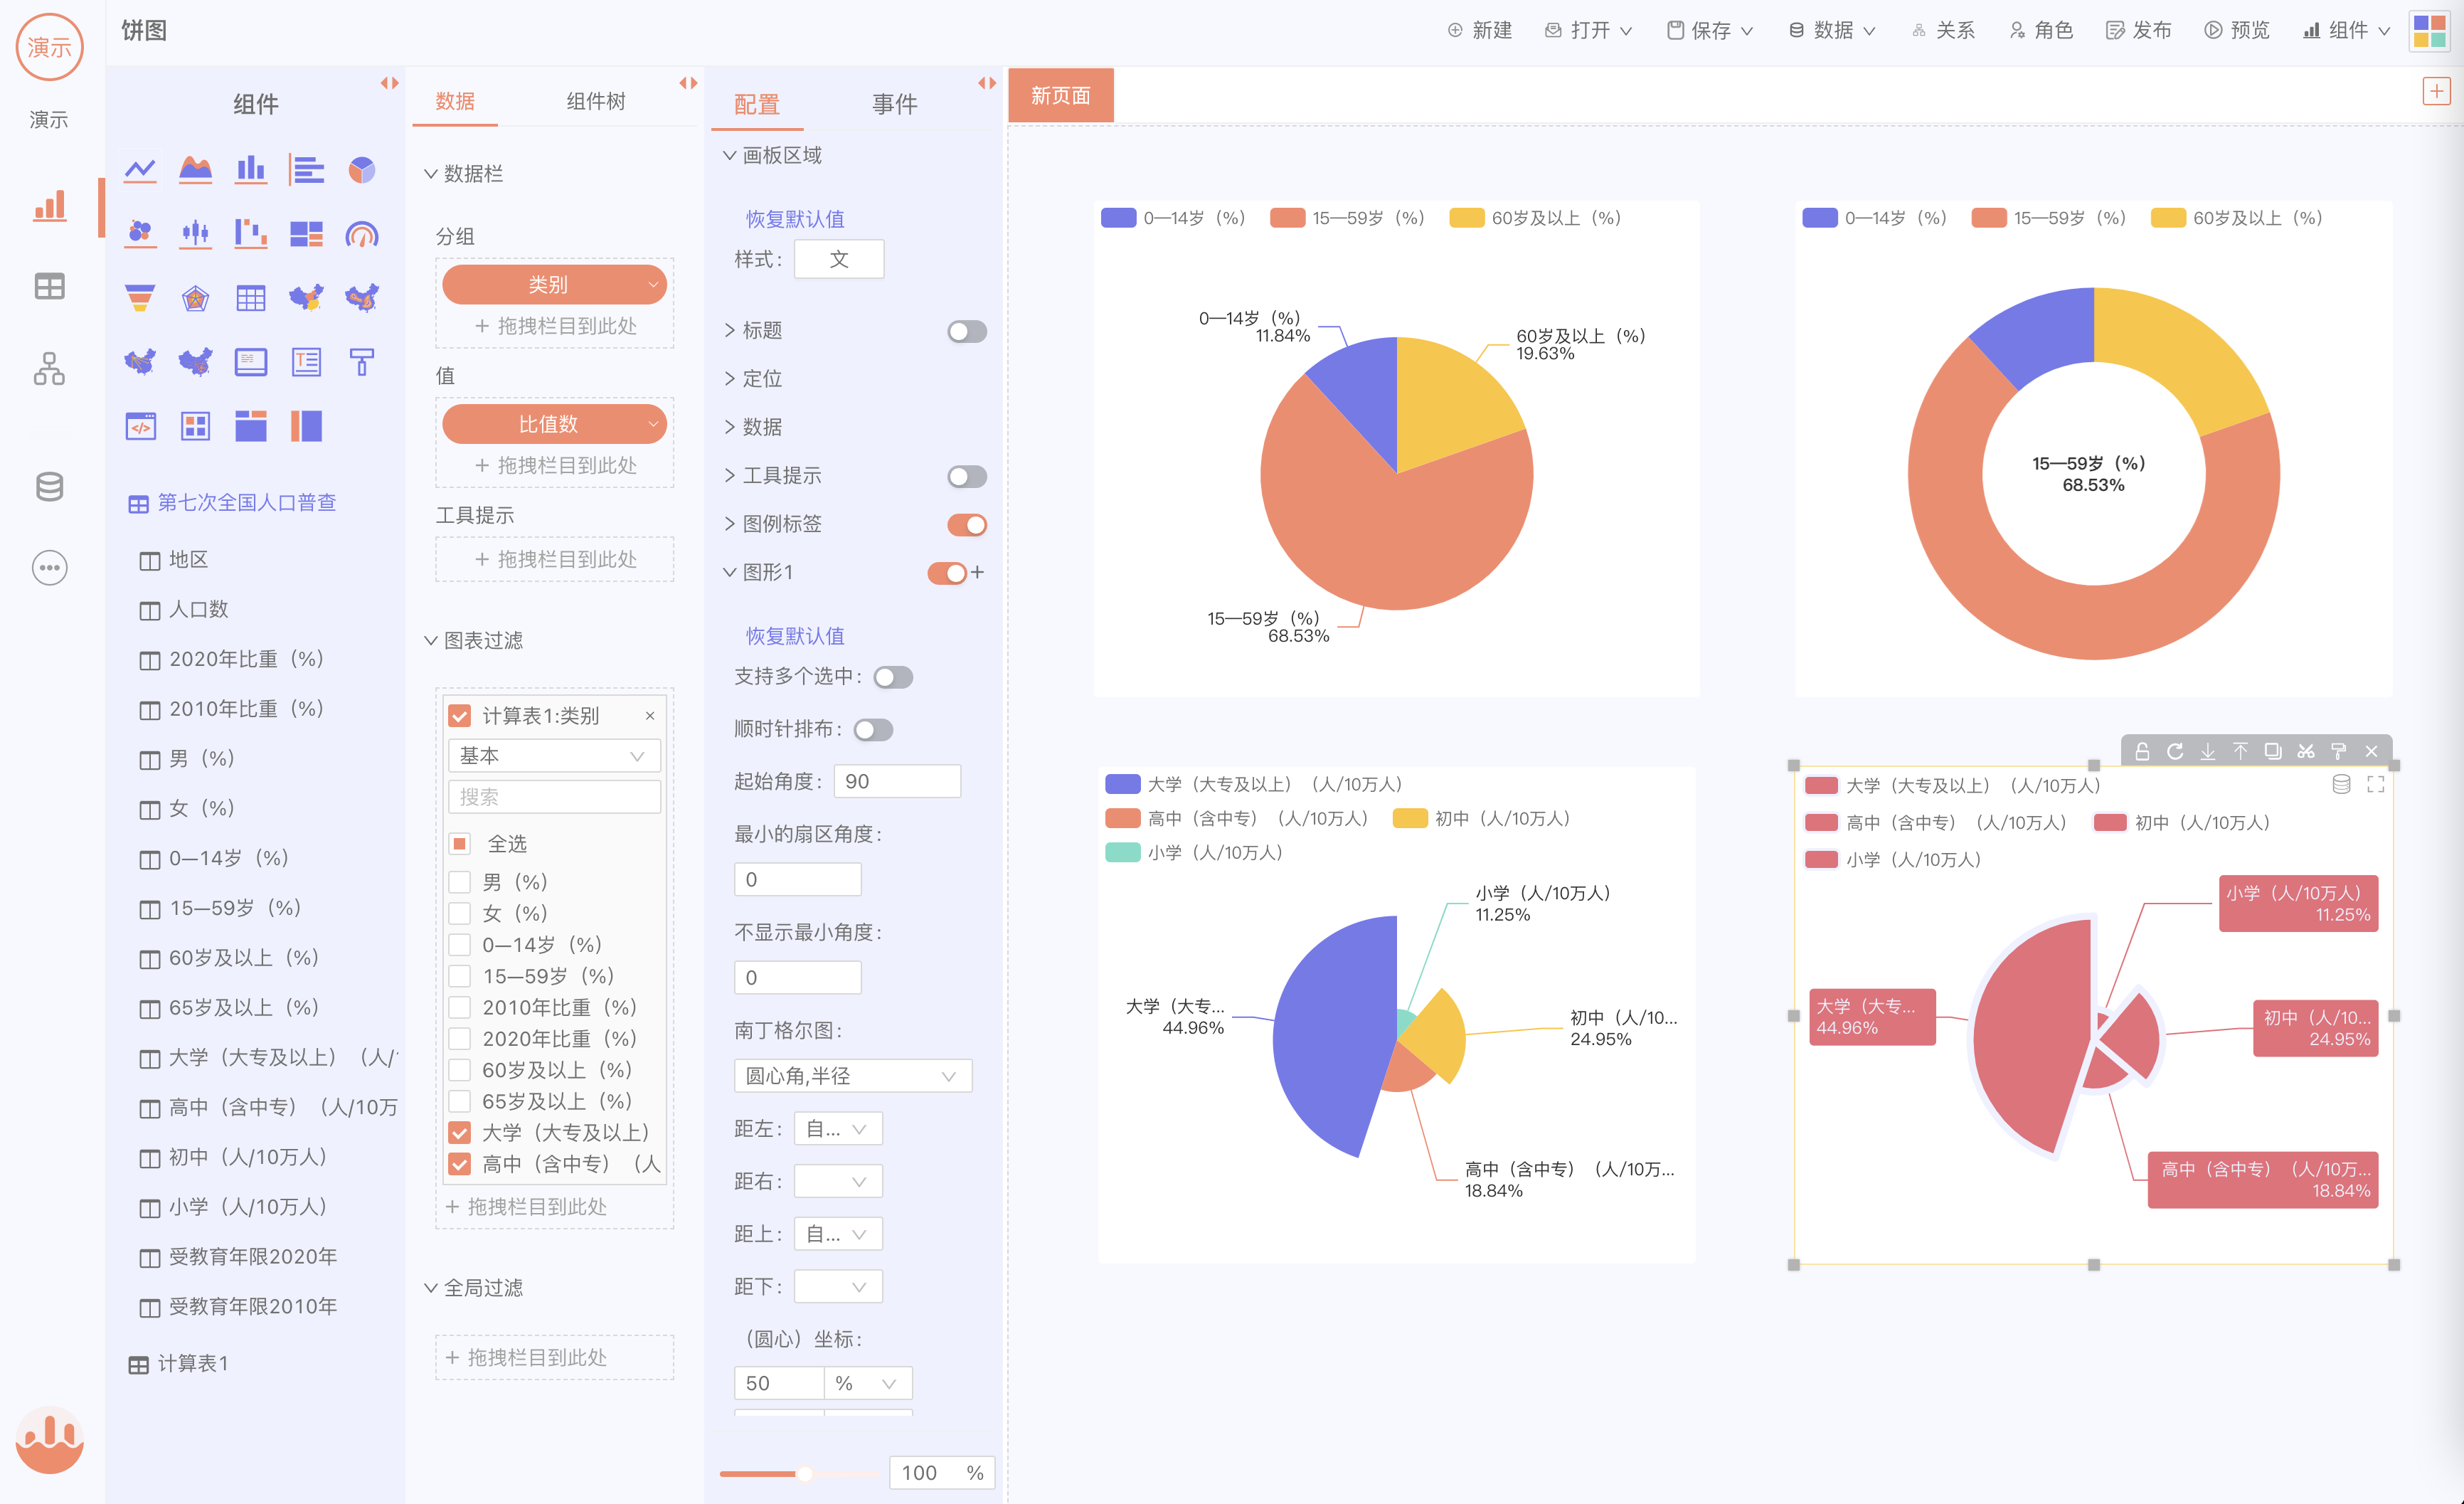 演示
演示
饼图
新建
打开
保存
数据
关系
角色
发布
预览
组件
组件
第七次全国人口普查
地区
人口数
2020年比重（%）
2010年比重（%）
男（%）
女（%）
0—14岁（%）
15—59岁（%）
60岁及以上（%）
65岁及以上（%）
大学（大专及以上）（人/
高中（含中专）（人/10万
初中（人/10万人）
小学（人/10万人）
受教育年限2020年
受教育年限2010年
计算表1
数据
组件树
数据栏
分组
类别
+ 拖拽栏目到此处
值
比值数
+ 拖拽栏目到此处
工具提示
+ 拖拽栏目到此处
图表过滤
计算表1:类别 ×
基本
搜索
全选
男（%）
女（%）
0—14岁（%）
15—59岁（%）
2010年比重（%）
2020年比重（%）
60岁及以上（%）
65岁及以上（%）
大学（大专及以上）
高中（含中专）（人
+ 拖拽栏目到此处
全局过滤
+ 拖拽栏目到此处
配置
事件
画板区域
恢复默认值
样式: 文
标题
定位
数据
工具提示
图例标签
图形1 +
恢复默认值
支持多个选中:
顺时针排布:
起始角度: 90
最小的扇区角度:
0
不显示最小角度:
0
南丁格尔图:
圆心角,半径
距左: 自...
距右:
距上: 自...
距下:
（圆心）坐标:
50 %
100 %
新页面
0—14岁（%） 15—59岁（%） 60岁及以上（%）
0—14岁（%）
11.84%
60岁及以上（%）
19.63%
15—59岁（%）
68.53%
0—14岁（%） 15—59岁（%） 60岁及以上（%）
15—59岁（%）
68.53%
大学（大专及以上）（人/10万人）
高中（含中专）（人/10万人） 初中（人/10万人）
小学（人/10万人）
小学（人/10万人）
11.25%
大学（大专...
44.96%
初中（人/10...
24.95%
高中（含中专）（人/10万...
18.84%
大学（大专及以上）（人/10万人）
高中（含中专）（人/10万人） 初中（人/10万人）
小学（人/10万人）
小学（人/10万人）
11.25%
大学（大专...
44.96%
初中（人/10...
24.95%
高中（含中专）（人/10万...
18.84%